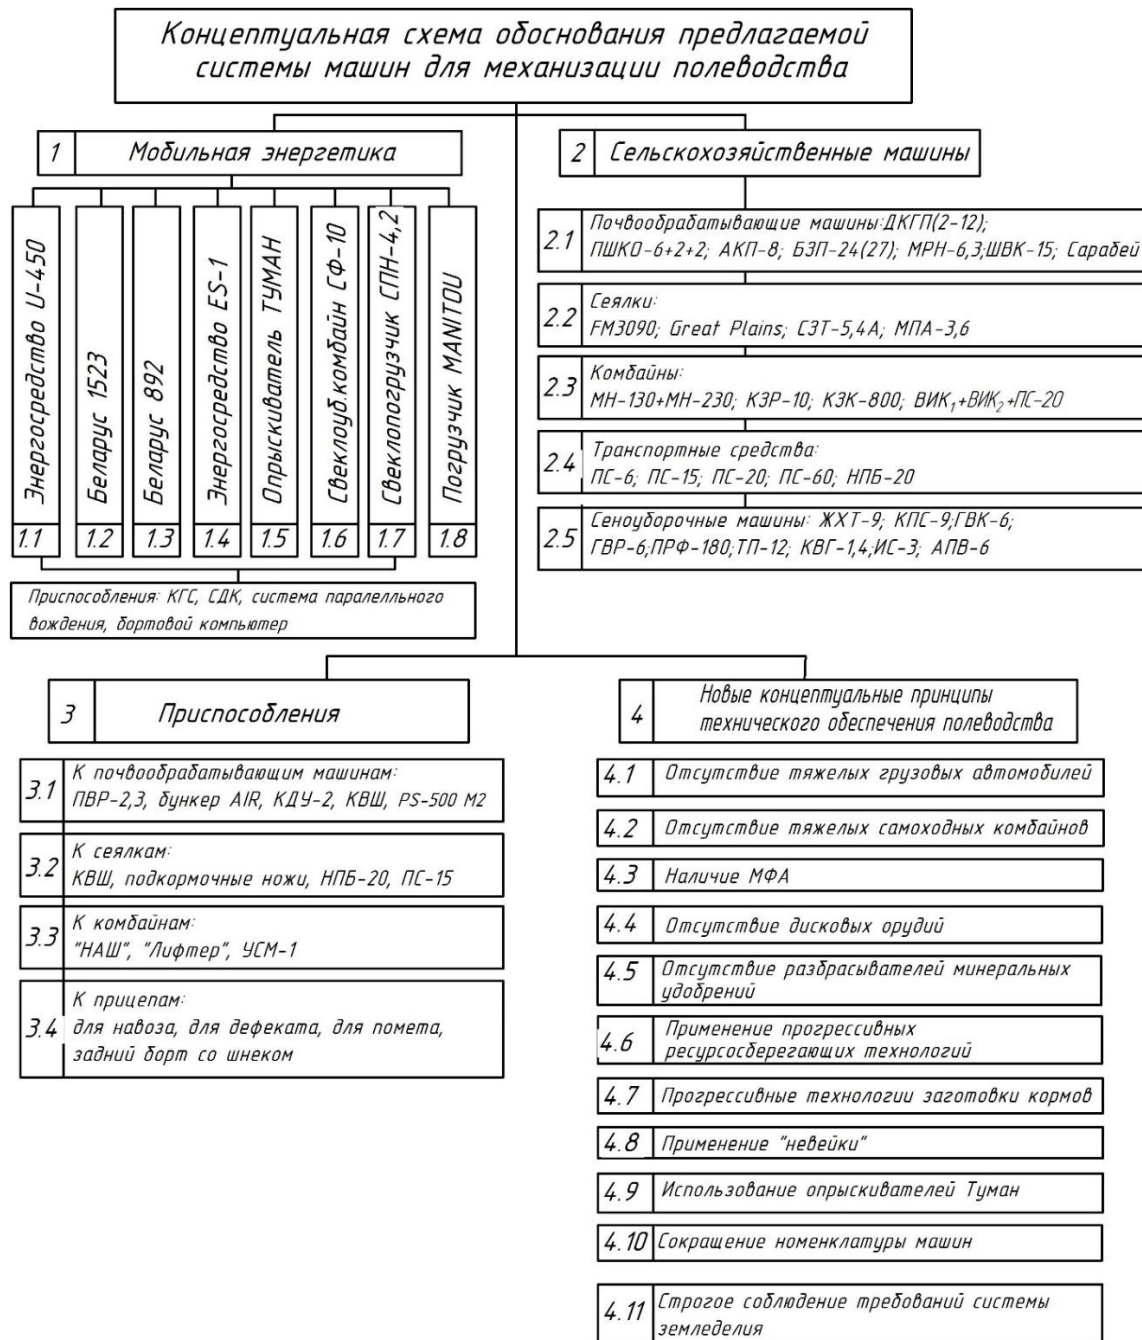 Концептуальная схема обоснования предлагаемой
системы машин для механизации полеводства
1 Мобильная энергетика
Энергосредство U-450
1.1
Беларус 1523
1.2
Беларус 892
1.3
Энергосредство ES-1
1.4
Опрыскиватель ТУМАН
1.5
Свеклоуб.комбайн СФ-10
1.6
Свеклопогрузчик СПН-4,2
1.7
Погрузчик MANITOU
1.8
Приспособления: КГС, СДК, система паралелльного
вождения, бортовой компьютер
2 Сельскохозяйственные машины
2.1 Почвообрабатывающие машины:ДКГП(2-12);
ПШКО-6+2+2; АКП-8; БЗП-24(27); МРН-6,3;ШВК-15; Сарабей
2.2 Сеялки:
FM3090; Great Plains; СЗТ-5,4А; МПА-3,6
2.3 Комбайны:
МН-130+МН-230; КЗР-10; КЗК-800; ВИК₁+ВИК₂+ПС-20
2.4 Транспортные средства:
ПС-6; ПС-15; ПС-20; ПС-60; НПБ-20
2.5 Сеноуборочные машины: ЖХТ-9; КПС-9;ГВК-6;
ГВР-6,ПРФ-180;ТП-12; КВГ-1,4,ИС-3; АПВ-6
3 Приспособления
3.1 К почвообрабатывающим машинам:
ПВР-2,3, бункер AIR, КДУ-2, КВШ, PS-500 M2
3.2 К сеялкам:
КВШ, подкормочные ножи, НПБ-20, ПС-15
3.3 К комбайнам:
"НАШ", "Лифтер", УСМ-1
3.4 К прицепам:
для навоза, для дефеката, для помета,
задний борт со шнеком
4 Новые концептуальные принципы
технического обеспечения полеводства
4.1 Отсутствие тяжелых грузовых автомобилей
4.2 Отсутствие тяжелых самоходных комбайнов
4.3 Наличие МФА
4.4 Отсутствие дисковых орудий
4.5 Отсутствие разбрасывателей минеральных
удобрений
4.6 Применение прогрессивных
ресурсосберегающих технологий
4.7 Прогрессивные технологии заготовки кормов
4.8 Применение "невейки"
4.9 Использование опрыскивателей Туман
4.10 Сокращение номенклатуры машин
4.11 Строгое соблюдение требований системы
земледелия